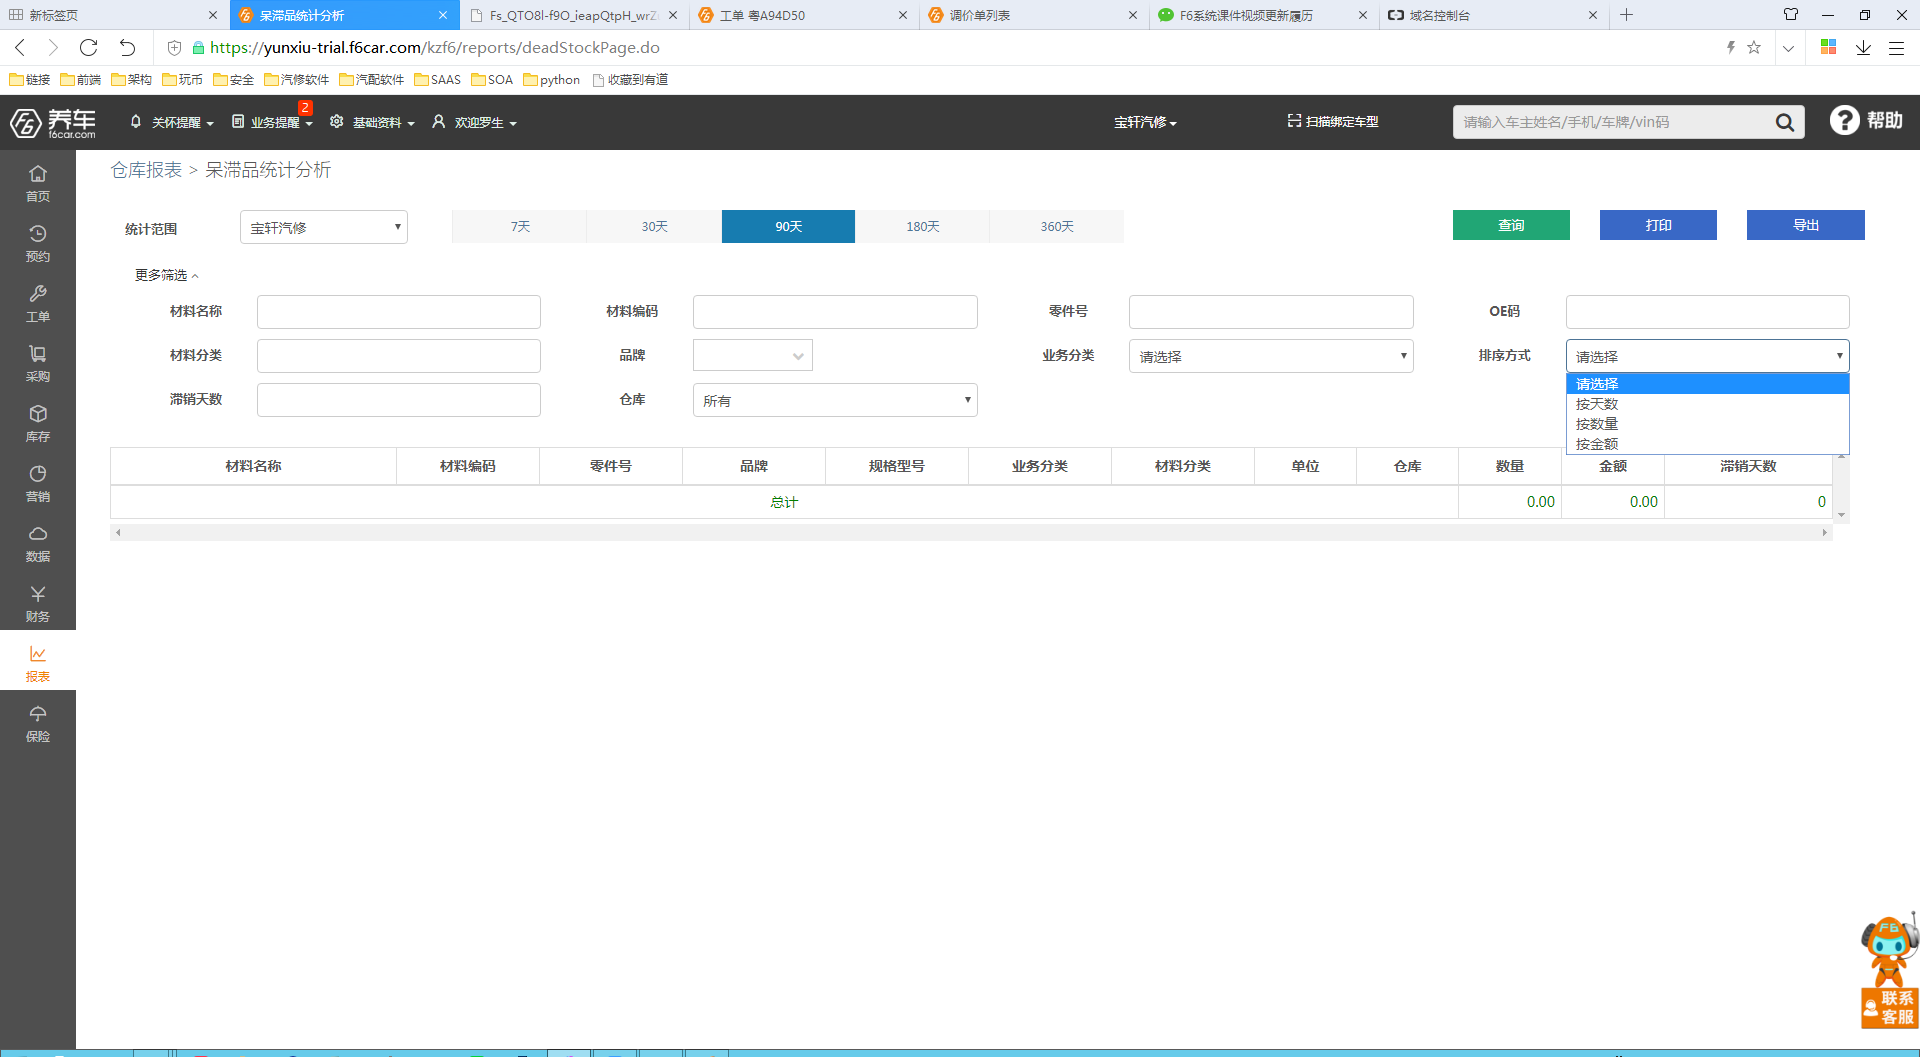 新标签页
呆滞品统计分析
Fs_QTO8l-f9O_ieapQtpH_wrZ
工单 粤A94D50
调价单列表
F6系统课件视频更新履历
域名控制台
https://yunxiu-trial.f6car.com/kzf6/reports/deadStockPage.do
链接 前端 架构 玩币 安全 汽修软件 汽配软件 SAAS SOA python 收藏到有道
F6 养车 f6car.com
关怀提醒 业务提醒 2 基础资料 欢迎罗生 宝轩汽修 扫描绑定车型 请输入车主姓名/手机/车牌/vin码 ? 帮助
首页
预约
工单
采购
库存
营销
数据
财务
报表
保险
仓库报表 > 呆滞品统计分析
统计范围 宝轩汽修 7天 30天 90天 180天 360天 查询 打印 导出
更多筛选
材料名称 材料编码 零件号 OE码
材料分类 品牌 业务分类 请选择 排序方式 请选择
请选择
按天数
按数量
按金额
滞销天数 仓库 所有
材料名称 材料编码 零件号 品牌 规格型号 业务分类 材料分类 单位 仓库 数量 金额 滞销天数
总计 0.00 0.00 0
F6
联系
客服